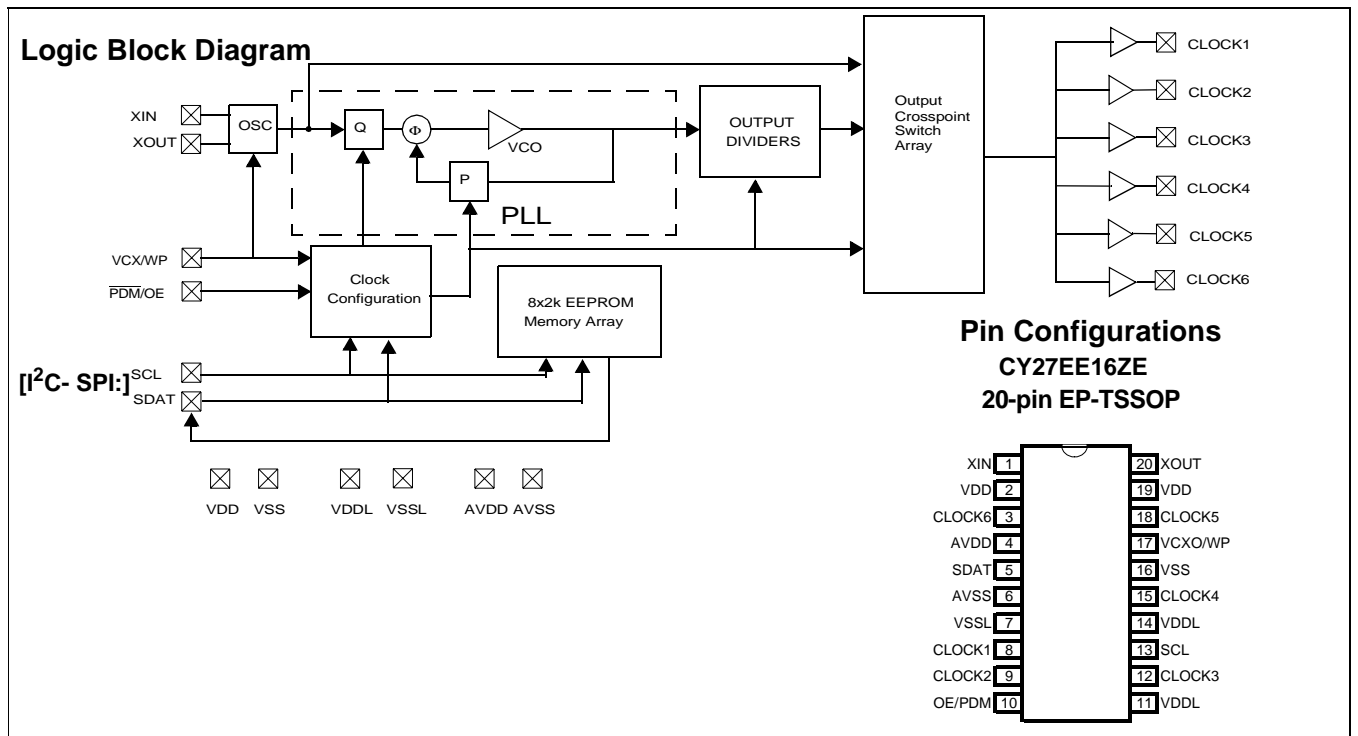 Logic Block Diagram
XIN
XOUT
OSC
Q
Φ
VCO
P
PLL
OUTPUT
DIVIDERS
Output
Crosspoint
Switch
Array
CLOCK1
CLOCK2
CLOCK3
CLOCK4
CLOCK5
CLOCK6
VCX/WP
PDM/OE
Clock
Configuration
8x2k EEPROM
Memory Array
[I²C- SPI:]
SCL
SDAT
VDD VSS VDDL VSSL AVDD AVSS
Pin Configurations
CY27EE16ZE
20-pin EP-TSSOP
XIN 1 20 XOUT
VDD 2 19 VDD
CLOCK6 3 18 CLOCK5
AVDD 4 17 VCXO/WP
SDAT 5 16 VSS
AVSS 6 15 CLOCK4
VSSL 7 14 VDDL
CLOCK1 8 13 SCL
CLOCK2 9 12 CLOCK3
OE/PDM 10 11 VDDL